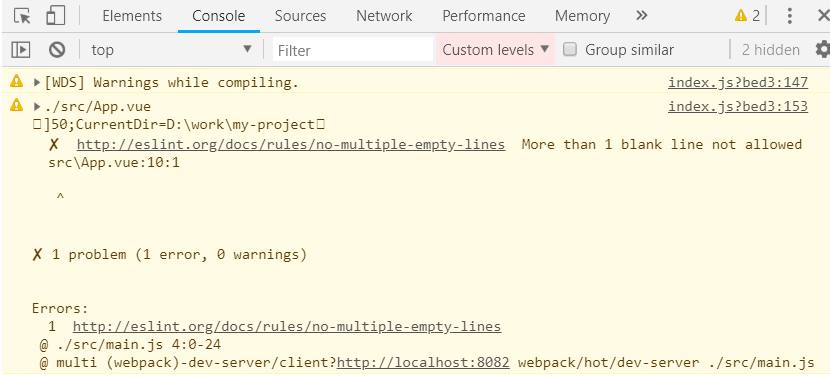 Elements Console Sources Network Performance Memory » 2
top Filter Custom levels Group similar 2 hidden
[WDS] Warnings while compiling. index.js?bed3:147
./src/App.vue index.js?bed3:153
]50;CurrentDir=D:\work\my-project
✘ http://eslint.org/docs/rules/no-multiple-empty-lines More than 1 blank line not allowed
src\App.vue:10:1
^
✘ 1 problem (1 error, 0 warnings)
Errors:
1 http://eslint.org/docs/rules/no-multiple-empty-lines
@ ./src/main.js 4:0-24
@ multi (webpack)-dev-server/client?http://localhost:8082 webpack/hot/dev-server ./src/main.js